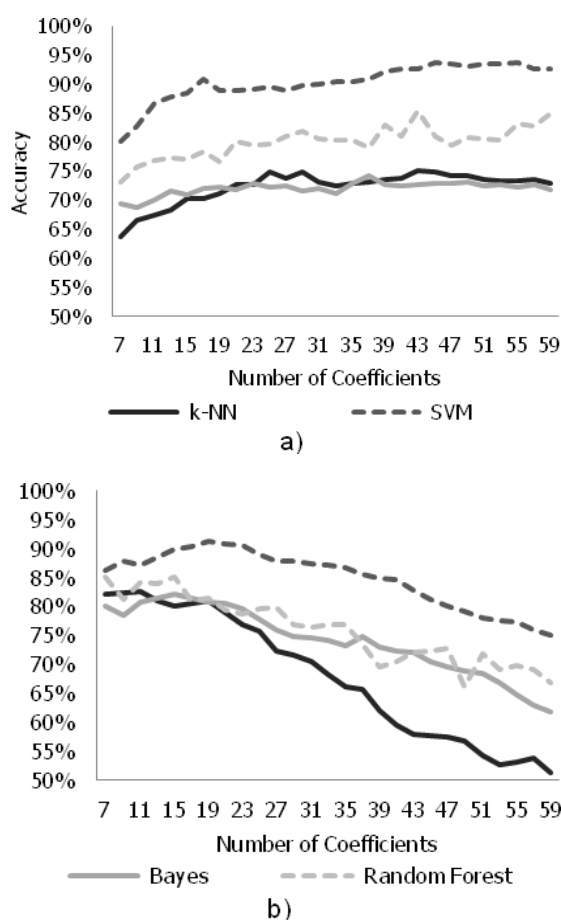 100%
95%
90%
85%
80%
75%
70%
65%
60%
55%
50%
Accuracy
7 11 15 19 23 27 31 35 39 43 47 51 55 59
Number of Coefficients
k-NN SVM
a)
100%
95%
90%
85%
80%
75%
70%
65%
60%
55%
50%
7 11 15 19 23 27 31 35 39 43 47 51 55 59
Number of Coefficients
Bayes Random Forest
b)